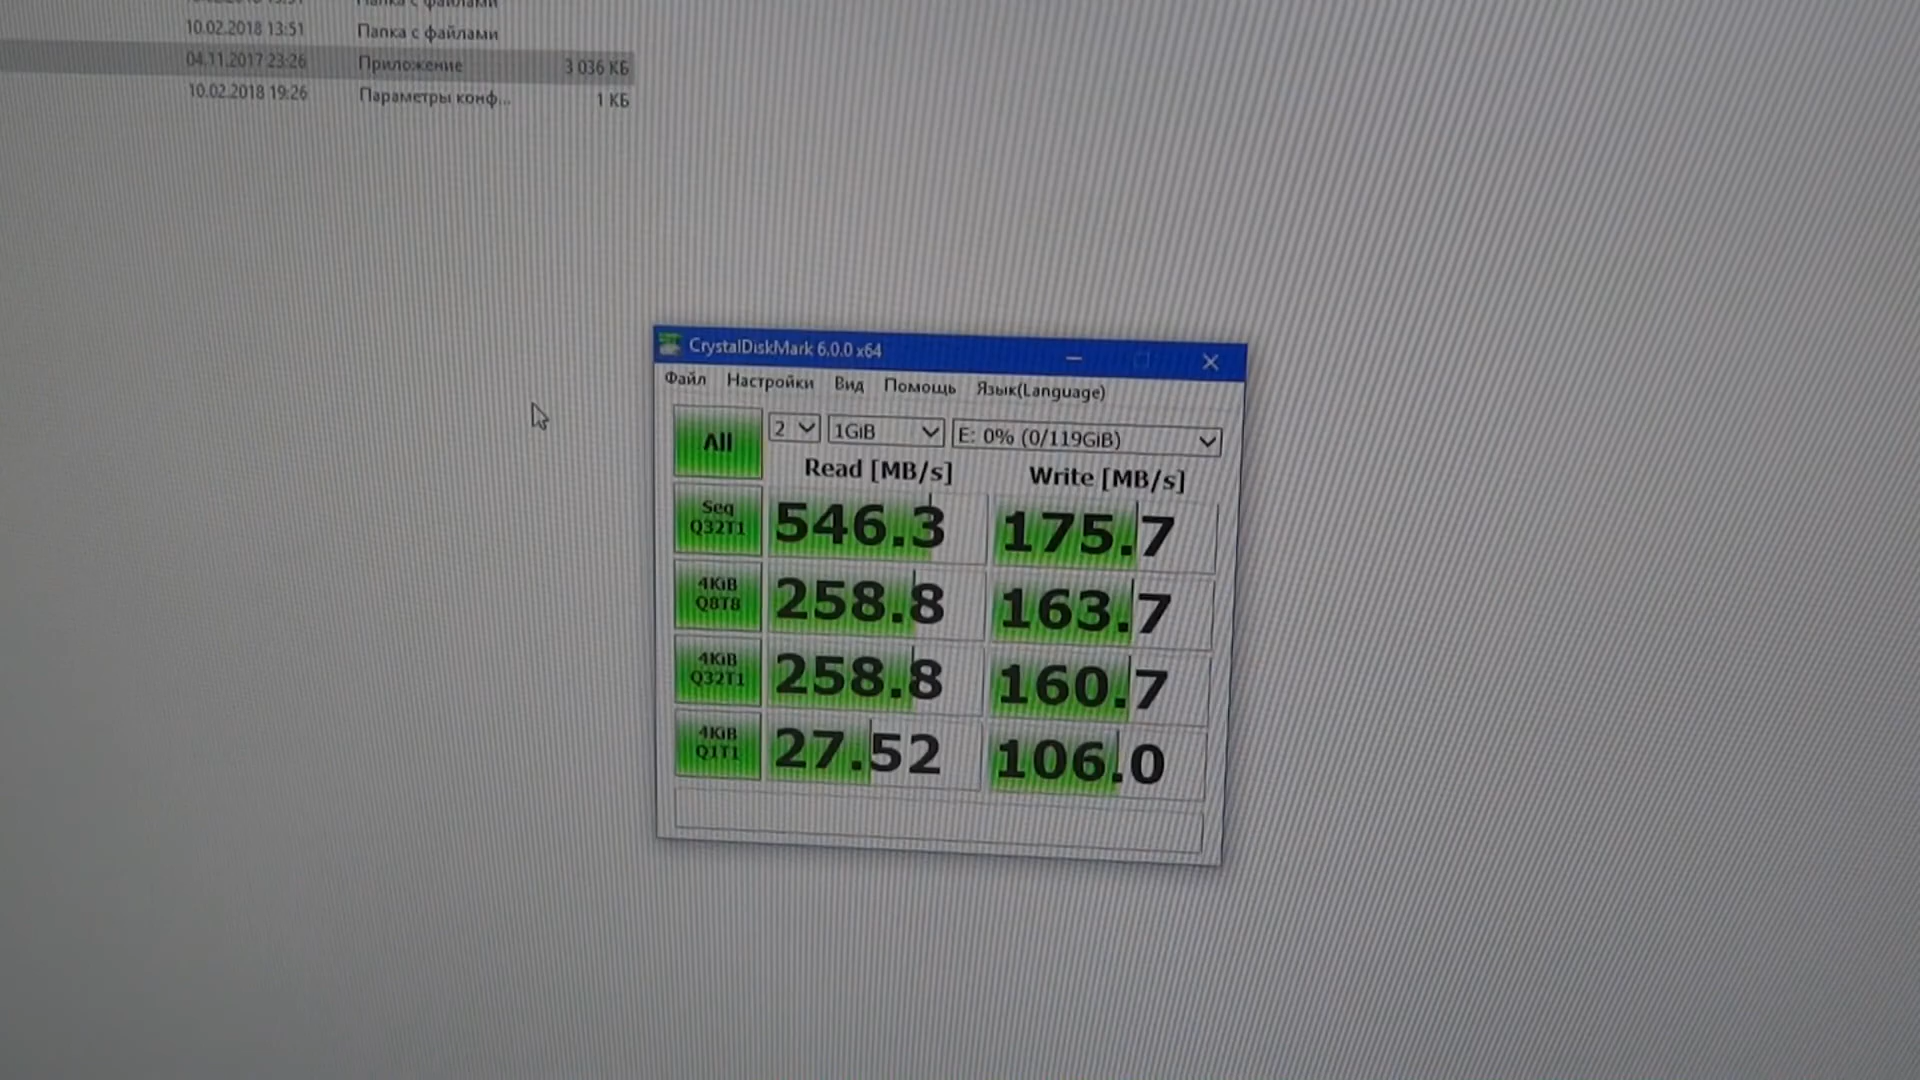 10.02.2018 13:51 Папка с файлами
04.11.2017 23:26 Приложение 3 036 КБ
10.02.2018 19:26 Параметры конф... 1 КБ
CrystalDiskMark 6.0.0 x64
Файл Настройки Вид Помощь Язык(Language)
All 2 1GiB E: 0% (0/119GiB)
Read [MB/s] Write [MB/s]
Seq
Q32T1 546.3 175.7
4KiB
Q8T8 258.8 163.7
4KiB
Q32T1 258.8 160.7
4KiB
Q1T1 27.52 106.0